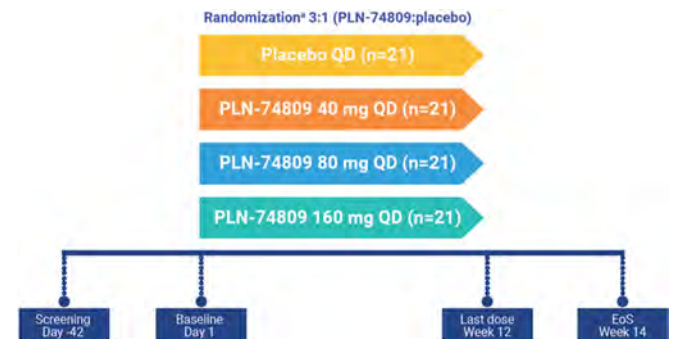 Randomizationᵃ 3:1 (PLN-74809:placebo)
Placebo QD (n=21)
PLN-74809 40 mg QD (n=21)
PLN-74809 80 mg QD (n=21)
PLN-74809 160 mg QD (n=21)
Screening
Day -42
Baseline
Day 1
Last dose
Week 12
EoS
Week 14